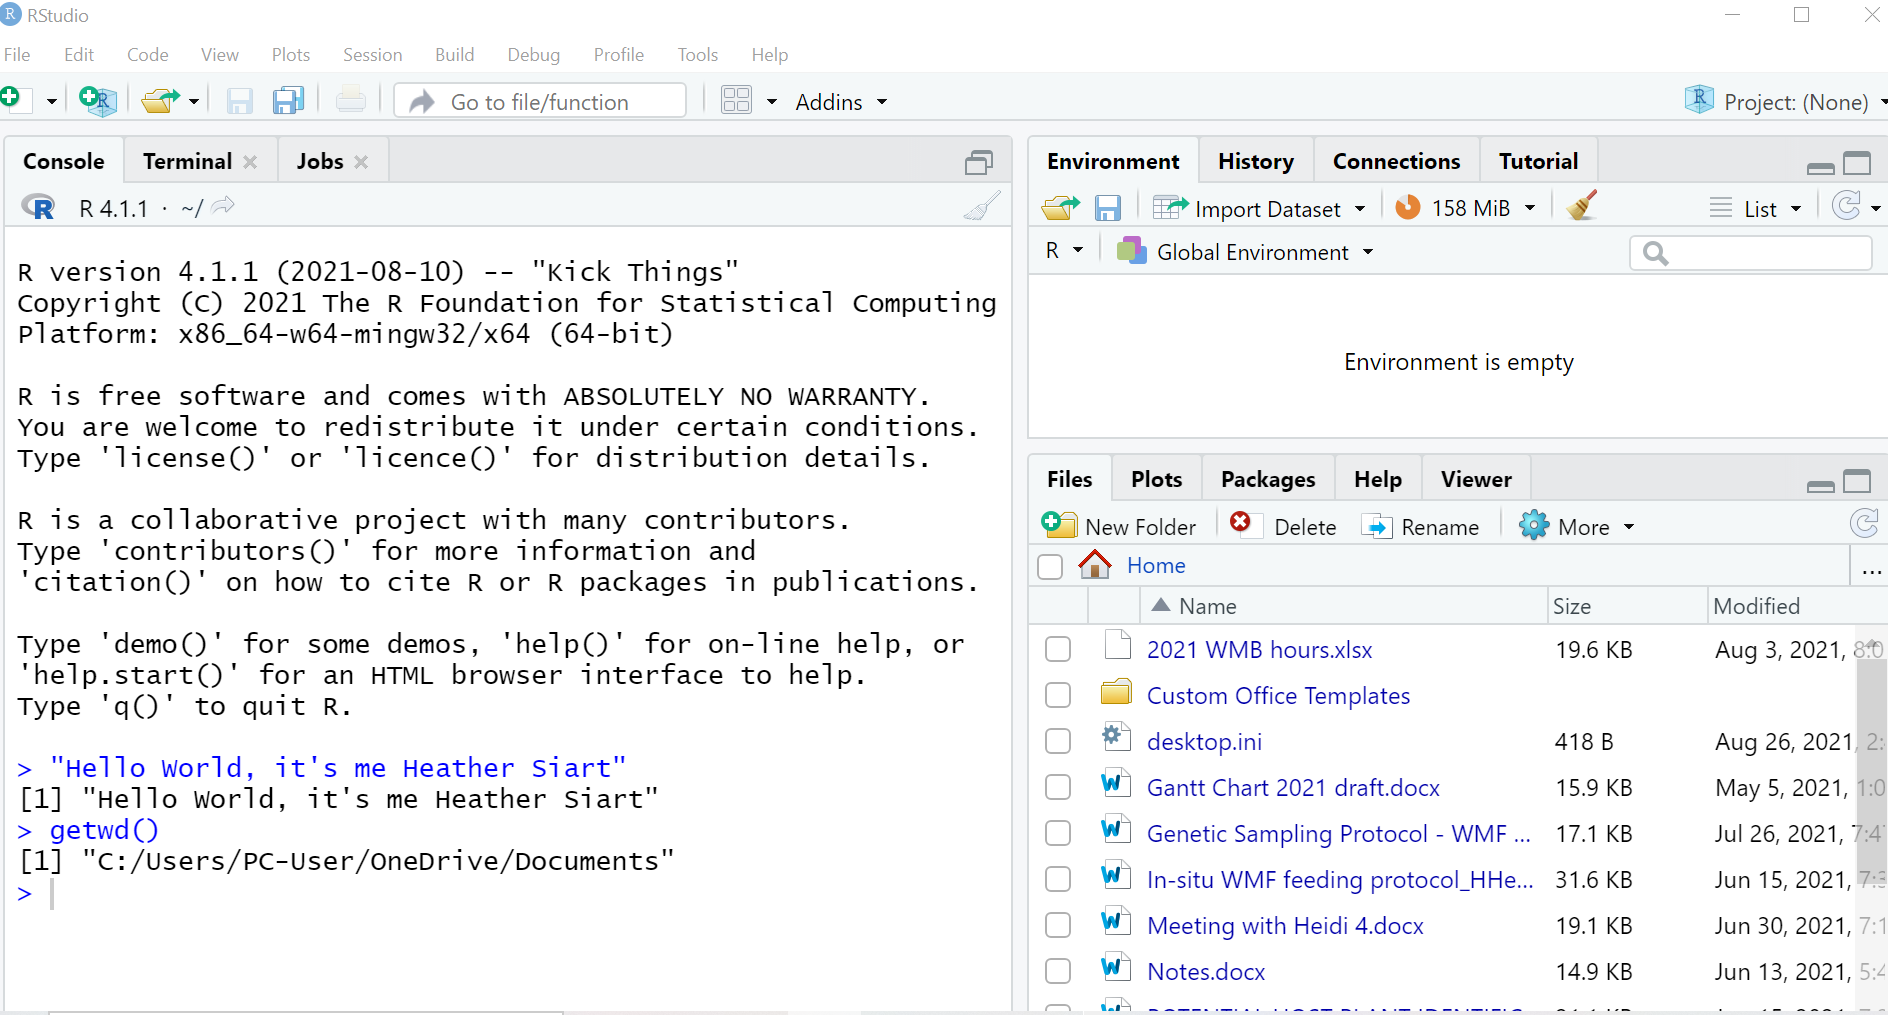 RStudio
File Edit Code View Plots Session Build Debug Profile Tools Help
Go to file/function Addins Project: (None)
Console Terminal Jobs
R 4.1.1 · ~/
R version 4.1.1 (2021-08-10) -- "Kick Things"
Copyright (C) 2021 The R Foundation for Statistical Computing
Platform: x86_64-w64-mingw32/x64 (64-bit)
R is free software and comes with ABSOLUTELY NO WARRANTY.
You are welcome to redistribute it under certain conditions.
Type 'license()' or 'licence()' for distribution details.
R is a collaborative project with many contributors.
Type 'contributors()' for more information and
'citation()' on how to cite R or R packages in publications.
Type 'demo()' for some demos, 'help()' for on-line help, or
'help.start()' for an HTML browser interface to help.
Type 'q()' to quit R.
> "Hello World, it's me Heather Siart"
[1] "Hello World, it's me Heather Siart"
> getwd()
[1] "C:/Users/PC-User/OneDrive/Documents"
>
Environment History Connections Tutorial
Import Dataset 158 MiB List
R Global Environment
Environment is empty
Files Plots Packages Help Viewer
New Folder Delete Rename More
Home ...
Name Size Modified
2021 WMB hours.xlsx 19.6 KB Aug 3, 2021, 8:0
Custom Office Templates
desktop.ini 418 B Aug 26, 2021, 2:
Gantt Chart 2021 draft.docx 15.9 KB May 5, 2021, 1:0
Genetic Sampling Protocol - WMF ... 17.1 KB Jul 26, 2021, 7:4
In-situ WMF feeding protocol_HHe... 31.6 KB Jun 15, 2021, 7:3
Meeting with Heidi 4.docx 19.1 KB Jun 30, 2021, 7:1
Notes.docx 14.9 KB Jun 13, 2021, 5:4
POTENTIAL HOST PLANT